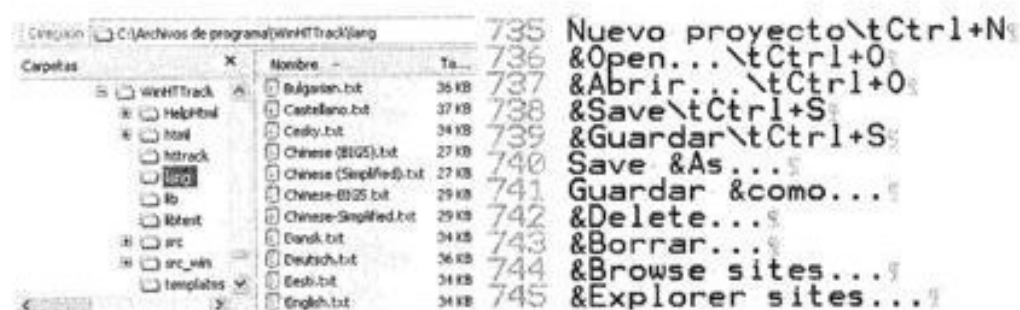 Dirección C:\Archivos de programa\WinHTTrack\lang
Carpetas
WinHTTrack
HelpHtml
html
httrack
lang
lib
libtest
src
src_win
templates
Nombre Ta...
Bulgarian.txt 36 KB
Castellano.txt 37 KB
Cesky.txt 34 KB
Chinese (BIG5).txt 27 KB
Chinese (Simplified).txt 27 KB
Chinese-BIG5.txt 29 KB
Chinese-Simplified.txt 29 KB
Dansk.txt 34 KB
Deutsch.txt 36 KB
Eesti.txt 34 KB
English.txt 34 KB
735 Nuevo proyecto\tCtrl+N¶
736 &Open...\tCtrl+O¶
737 &Abrir...\tCtrl+O¶
738 &Save\tCtrl+S¶
739 &Guardar\tCtrl+S¶
740 Save &As...¶
741 Guardar &como...¶
742 &Delete...¶
743 &Borrar...¶
744 &Browse sites...¶
745 &Explorer sites...¶